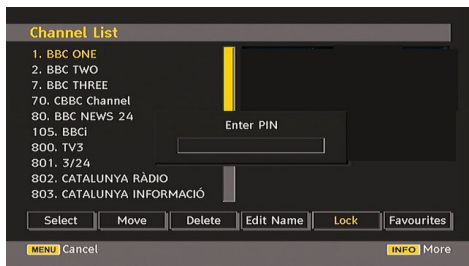 Channel List
1. BBC ONE
2. BBC TWO
7. BBC THREE
70. CBBC Channel
80. BBC NEWS 24
105. BBCi
800. TV3
801. 3/24
802. CATALUNYA RÀDIO
803. CATALUNYA INFORMACIÓ
Enter PIN
Select Move Delete Edit Name Lock Favourites
MENU Cancel INFO More